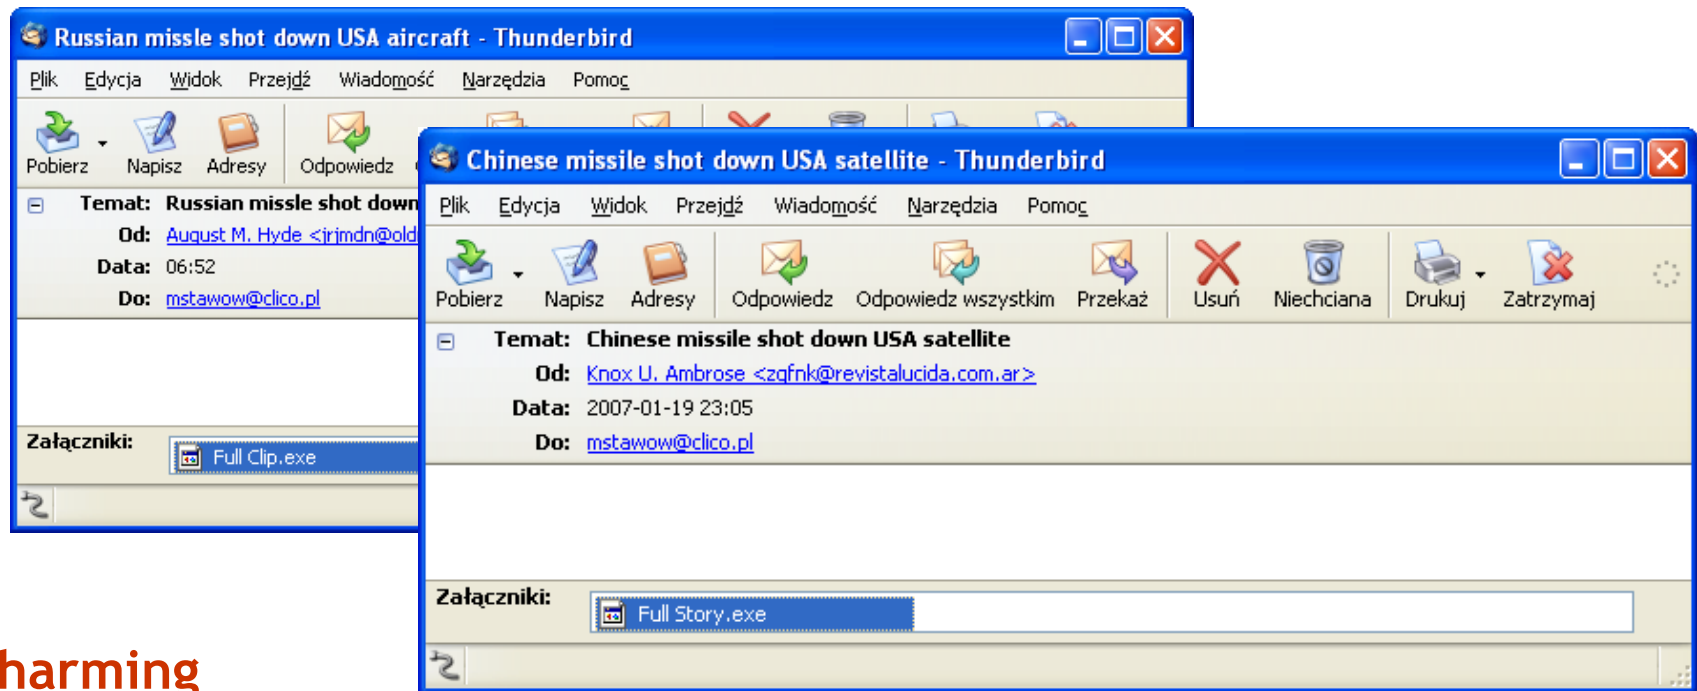 Russian missle shot down USA aircraft - Thunderbird
Plik Edycja Widok Przejdź Wiadomość Narzędzia Pomoc
Pobierz Napisz Adresy Odpowiedz
Temat: Russian missle shot down
Od: August M. Hyde <jrjmdn@old
Data: 06:52
Do: mstawow@clico.pl
Załączniki: Full Clip.exe
Chinese missile shot down USA satellite - Thunderbird
Plik Edycja Widok Przejdź Wiadomość Narzędzia Pomoc
Pobierz Napisz Adresy Odpowiedz Odpowiedz wszystkim Przekaż Usuń Niechciana Drukuj Zatrzymaj
Temat: Chinese missile shot down USA satellite
Od: Knox U. Ambrose <zqfnk@revistalucida.com.ar>
Data: 2007-01-19 23:05
Do: mstawow@clico.pl
Załączniki: Full Story.exe
harming